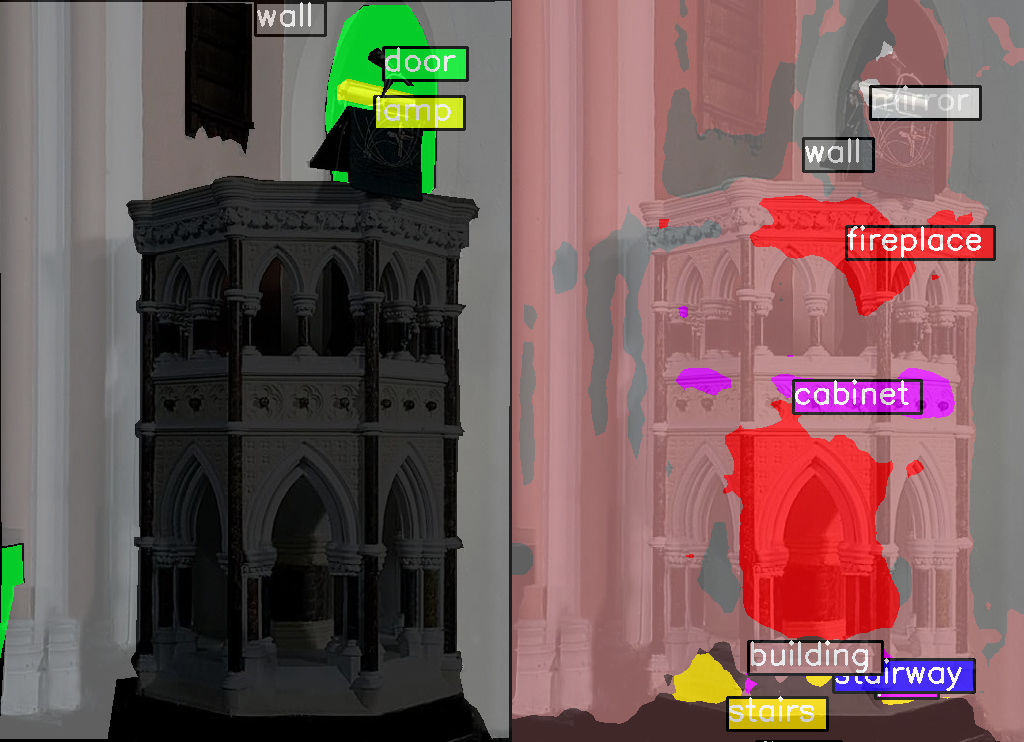 wall
door
lamp
mirror
wall
fireplace
cabinet
building
stairway
stairs